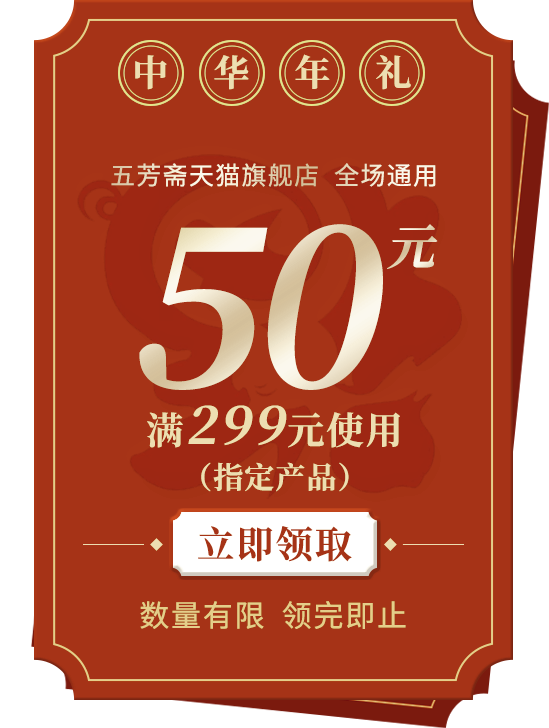 中华年礼
五芳斋天猫旗舰店 全场通用
50元
满299元使用
（指定产品）
立即领取
数量有限 领完即止